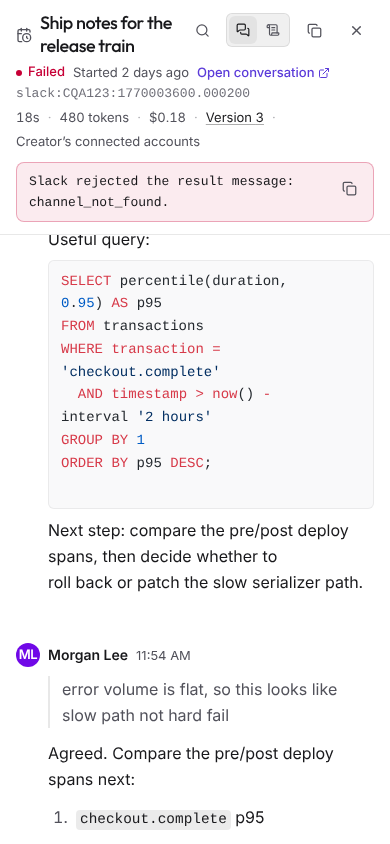 Ship notes for the
release train
Failed Started 2 days ago Open conversation
slack:CQA123:1770003600.000200
18s · 480 tokens · $0.18 · Version 3 ·
Creator's connected accounts
Slack rejected the result message:
channel_not_found.
Useful query:
SELECT percentile(duration,
0.95) AS p95
FROM transactions
WHERE transaction =
'checkout.complete'
  AND timestamp > now() -
interval '2 hours'
GROUP BY 1
ORDER BY p95 DESC;
Next step: compare the pre/post deploy
spans, then decide whether to
roll back or patch the slow serializer path.
ML Morgan Lee 11:54 AM
error volume is flat, so this looks like
slow path not hard fail
Agreed. Compare the pre/post deploy
spans next:
1. checkout.complete p95